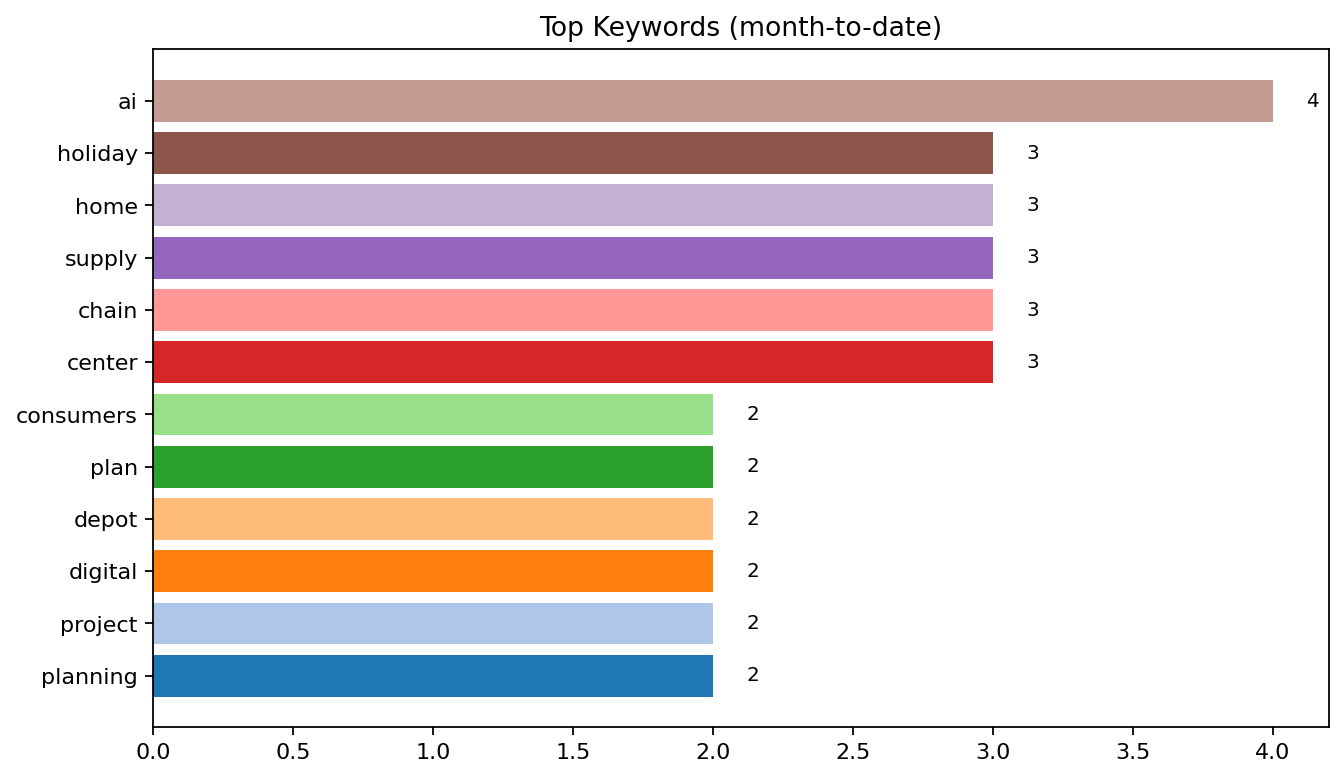 Top Keywords (month-to-date)
ai 4
holiday 3
home 3
supply 3
chain 3
center 3
consumers 2
plan 2
depot 2
digital 2
project 2
planning 2
0.0 0.5 1.0 1.5 2.0 2.5 3.0 3.5 4.0